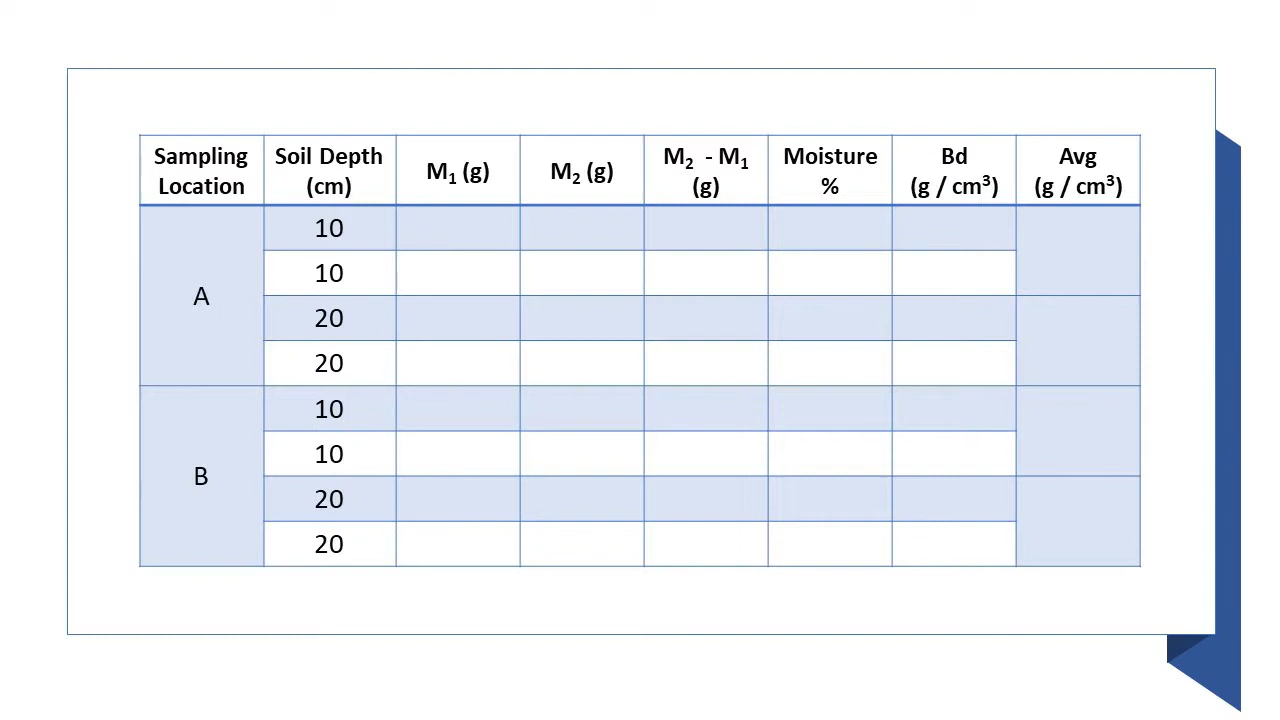 Sampling Location | Soil Depth (cm) | M₁ (g) | M₂ (g) | M₂ - M₁ (g) | Moisture % | Bd (g / cm³) | Avg (g / cm³)
A
10
10
20
20
B
10
10
20
20